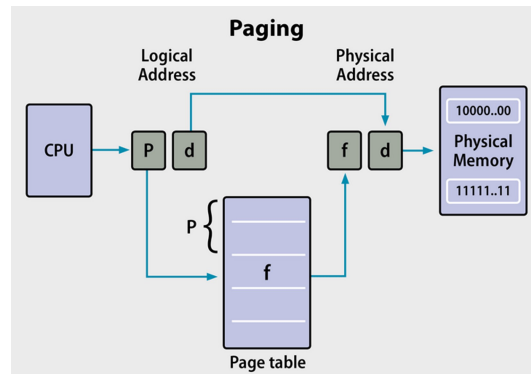 Paging
Logical
Address
Physical
Address
CPU
P
d
f
d
10000..00
Physical
Memory
11111..11
P
{
f
Page table